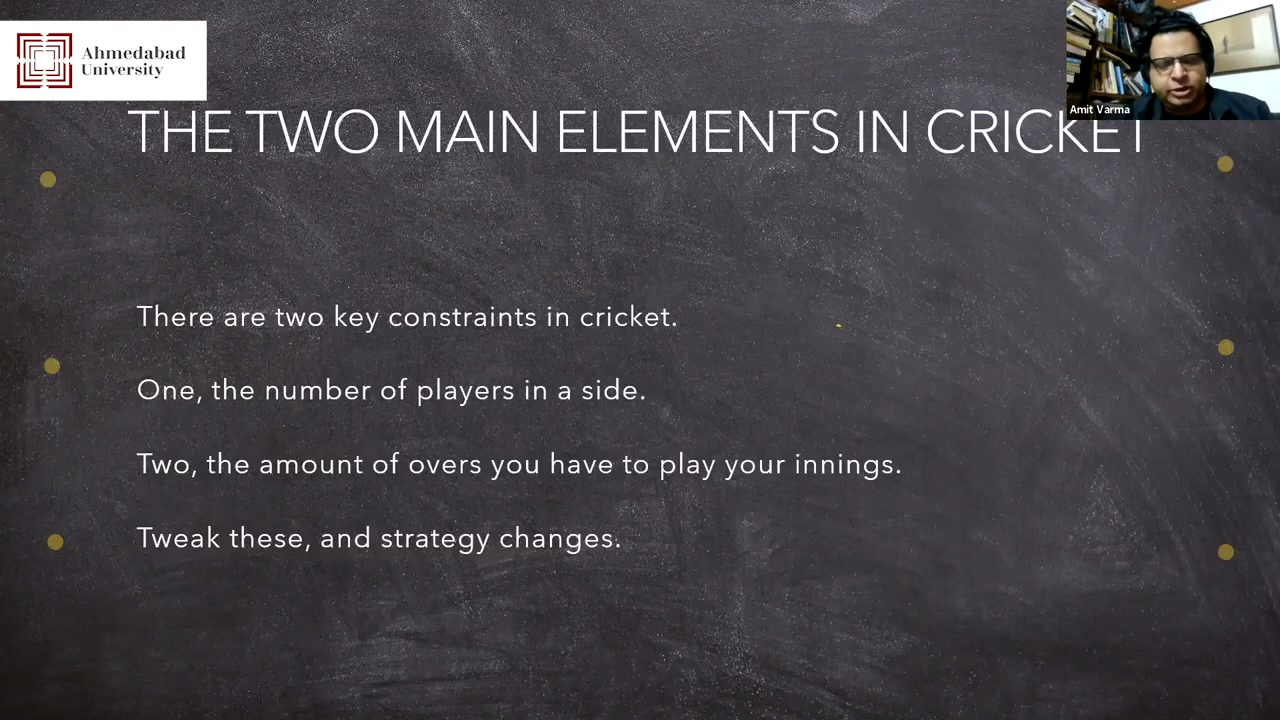 Ahmedabad
University
Amit Varma
THE TWO MAIN ELEMENTS IN CRICKET
There are two key constraints in cricket.
One, the number of players in a side.
Two, the amount of overs you have to play your innings.
Tweak these, and strategy changes.